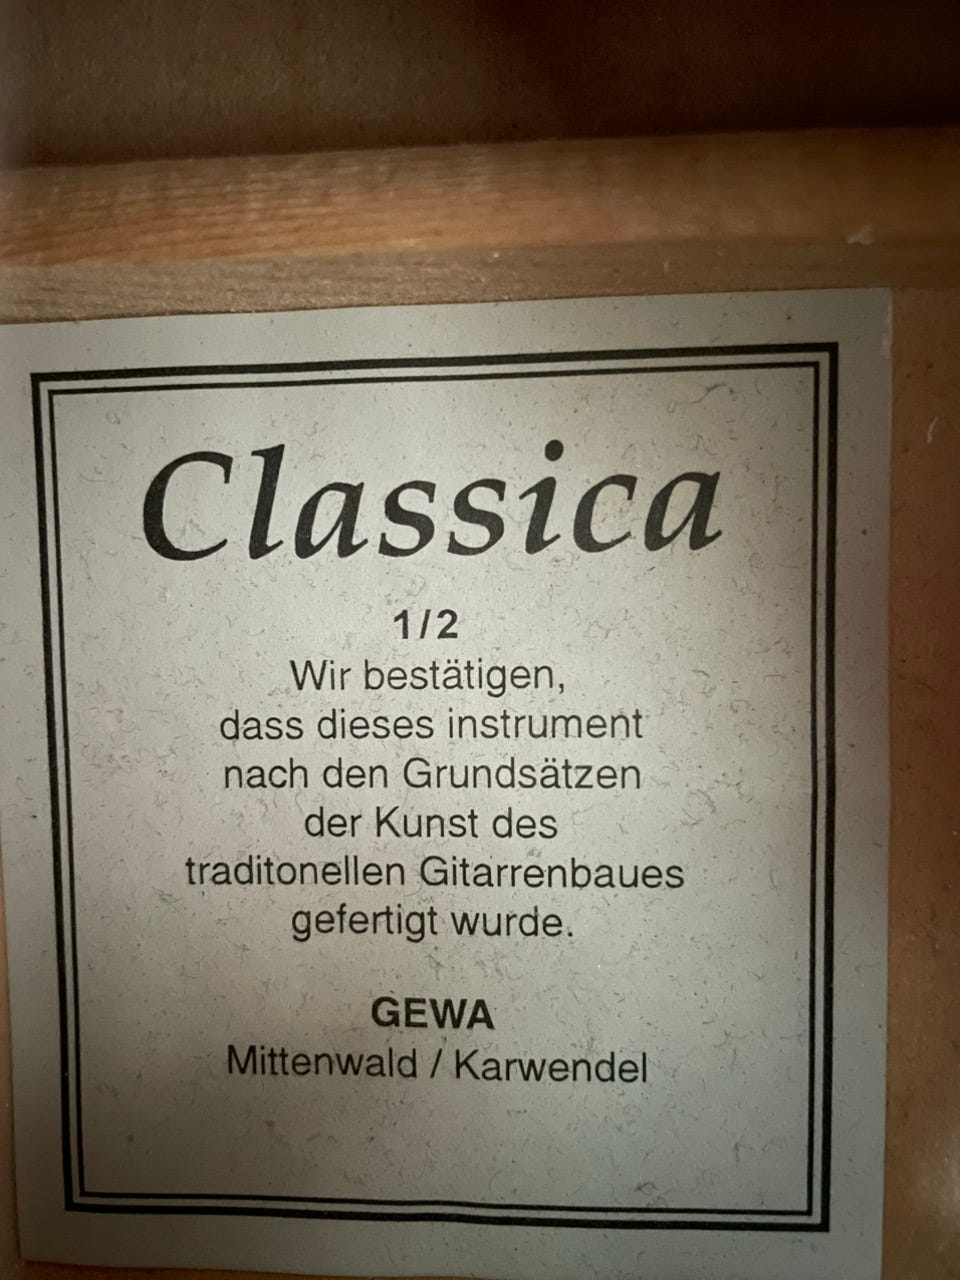 Classica
1/2
Wir bestätigen,
dass dieses instrument
nach den Grundsätzen
der Kunst des
traditonellen Gitarrenbaues
gefertigt wurde.
GEWA
Mittenwald / Karwendel